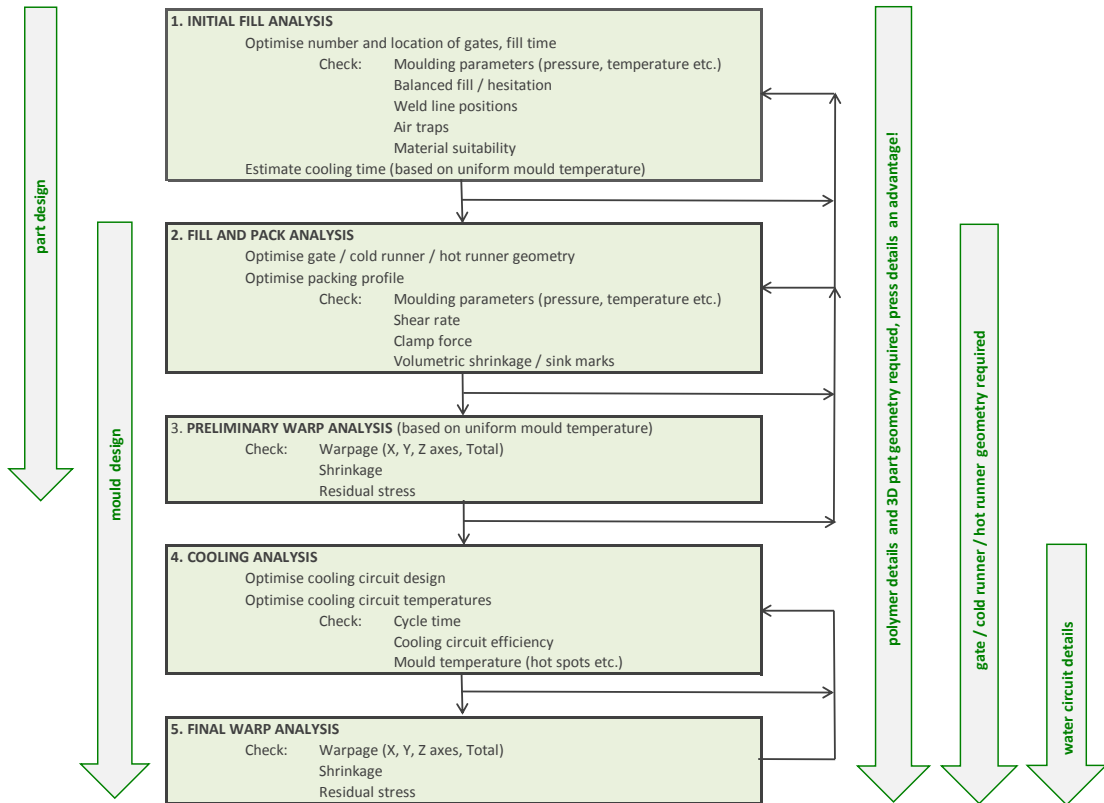 1. INITIAL FILL ANALYSIS
Optimise number and location of gates, fill time
Check: Moulding parameters (pressure, temperature etc.)
Balanced fill / hesitation
Weld line positions
Air traps
Material suitability
Estimate cooling time (based on uniform mould temperature)
2. FILL AND PACK ANALYSIS
Optimise gate / cold runner / hot runner geometry
Optimise packing profile
Check: Moulding parameters (pressure, temperature etc.)
Shear rate
Clamp force
Volumetric shrinkage / sink marks
3. PRELIMINARY WARP ANALYSIS (based on uniform mould temperature)
Check: Warpage (X, Y, Z axes, Total)
Shrinkage
Residual stress
4. COOLING ANALYSIS
Optimise cooling circuit design
Optimise cooling circuit temperatures
Check: Cycle time
Cooling circuit efficiency
Mould temperature (hot spots etc.)
5. FINAL WARP ANALYSIS
Check: Warpage (X, Y, Z axes, Total)
Shrinkage
Residual stress
part design
mould design
polymer details and 3D part geometry required, press details an advantage!
gate / cold runner / hot runner geometry required
water circuit details